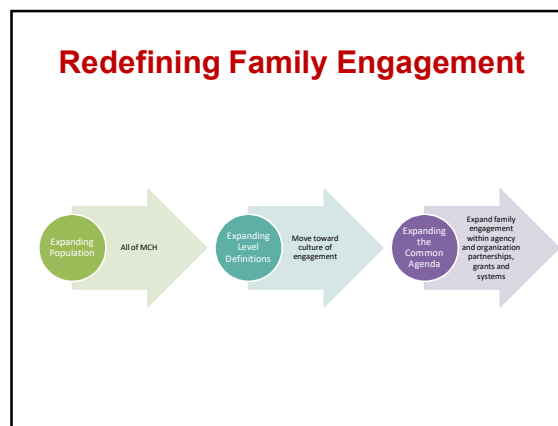 Redefining Family Engagement
Expanding
Population
All of MCH
Expanding
Level
Definitions
Move toward
culture of
engagement
Expanding
the
Common
Agenda
Expand family
engagement
within agency
and organization
partnerships,
grants and
systems